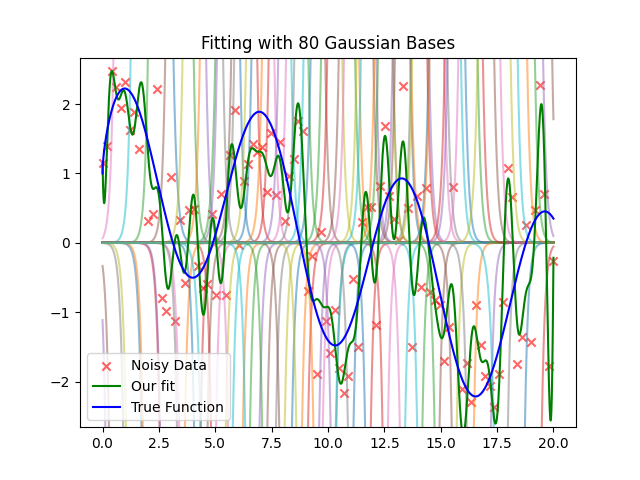 Fitting with 80 Gaussian Bases
2
1
0
−1
−2
Noisy Data
Our fit
True Function
0.0 2.5 5.0 7.5 10.0 12.5 15.0 17.5 20.0